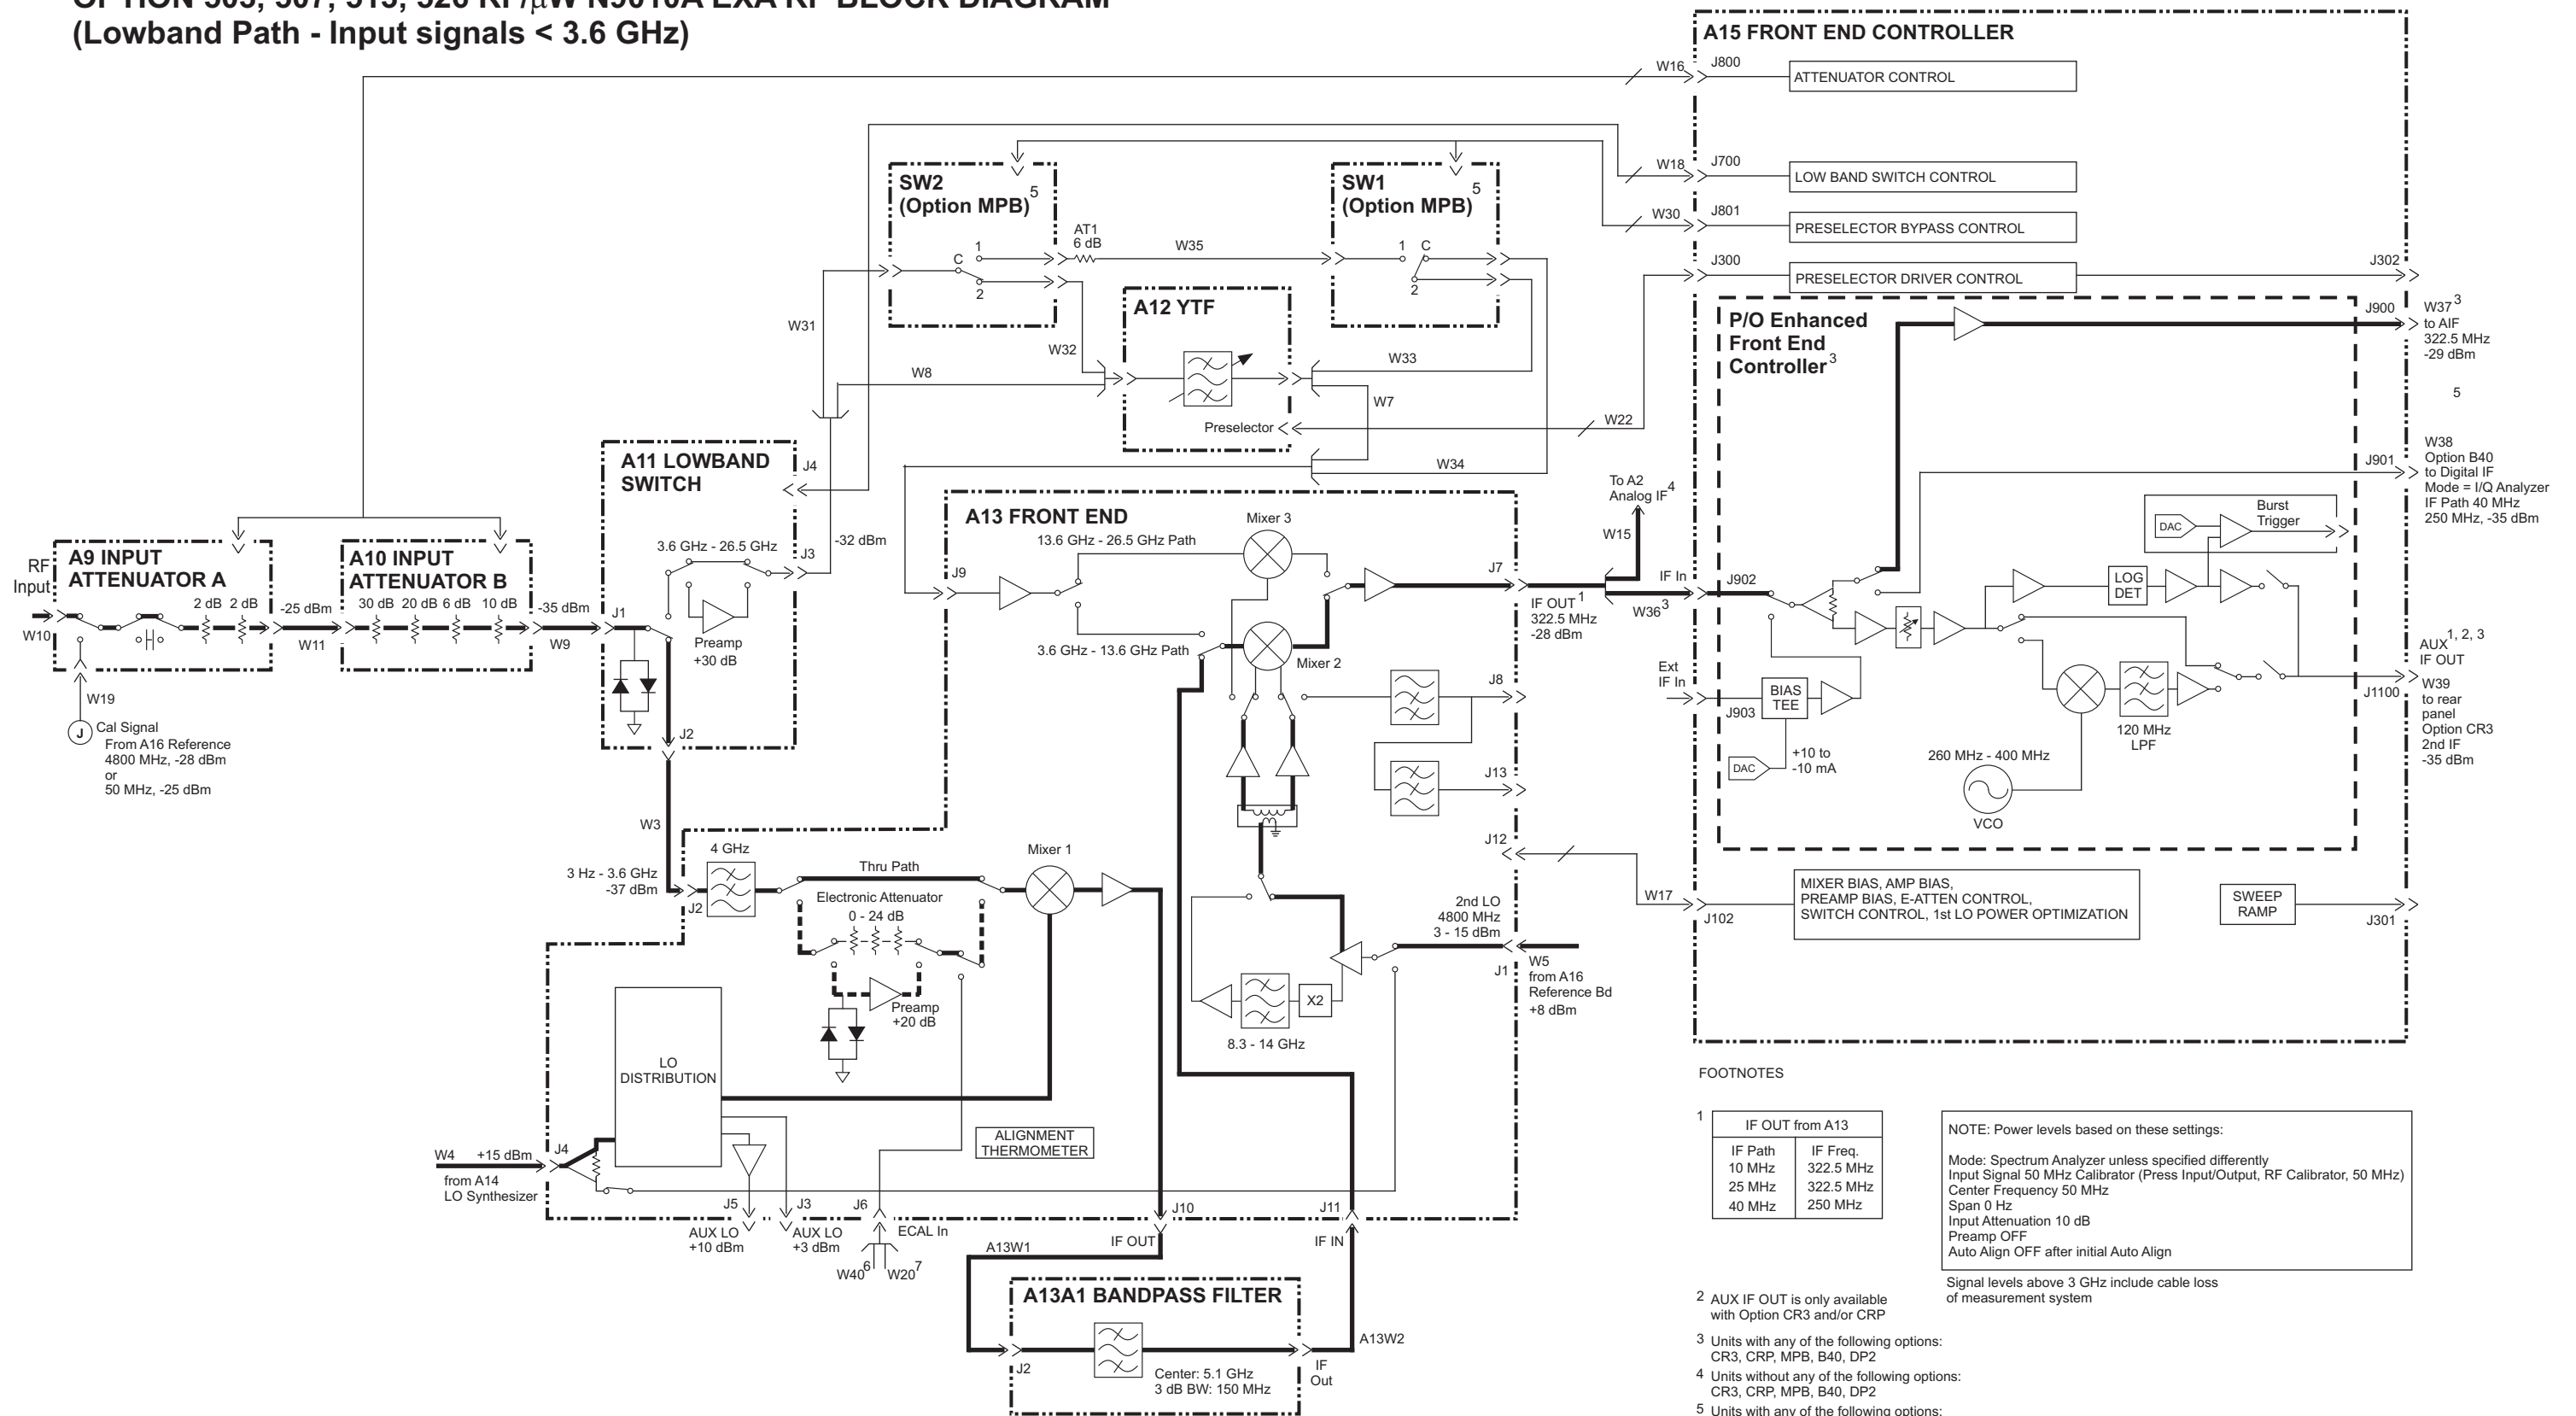 OPTION 503, 507, 513, 526 RF/µW N9010A EXA RF BLOCK DIAGRAM
(Lowband Path - Input signals < 3.6 GHz)
A15 FRONT END CONTROLLER
W16
J800
ATTENUATOR CONTROL
W18
J700
LOW BAND SWITCH CONTROL
W30
J801
PRESELECTOR BYPASS CONTROL
J300
PRESELECTOR DRIVER CONTROL
J302
SW2
(Option MPB) 5
C
1
2
AT1
6 dB
W35
SW1
(Option MPB)
5
1
C
2
W31
W32
W8
A12 YTF
Preselector
W33
W7
W22
W34
P/O Enhanced
Front End
Controller 3
J900
W37 3
to AIF
322.5 MHz
-29 dBm
5
J901
W38
Option B40
to Digital IF
Mode = I/Q Analyzer
IF Path 40 MHz
250 MHz, -35 dBm
DAC
Burst
Trigger
A11 LOWBAND
SWITCH
J4
J3
-32 dBm
3.6 GHz - 26.5 GHz
Preamp
+30 dB
J1
J2
RF
Input
W10
A9 INPUT
ATTENUATOR A
2 dB 2 dB
-25 dBm
W11
A10 INPUT
ATTENUATOR B
30 dB 20 dB 6 dB 10 dB
-35 dBm
W9
W19
J
Cal Signal
From A16 Reference
4800 MHz, -28 dBm
or
50 MHz, -25 dBm
A13 FRONT END
13.6 GHz - 26.5 GHz Path
Mixer 3
J9
3.6 GHz - 13.6 GHz Path
Mixer 2
J7
IF OUT 1
322.5 MHz
-28 dBm
To A2
Analog IF 4
W15
IF In
W36 3
J902
J8
J13
J12
Ext
IF In
J903
BIAS
TEE
DAC
+10 to
-10 mA
LOG
DET
260 MHz - 400 MHz
VCO
120 MHz
LPF
AUX 1, 2, 3
IF OUT
J1100
W39
to rear
panel
Option CR3
2nd IF
-35 dBm
W3
3 Hz - 3.6 GHz
-37 dBm
J2
4 GHz
Thru Path
Electronic Attenuator
0 - 24 dB
Preamp
+20 dB
Mixer 1
2nd LO
4800 MHz
3 - 15 dBm
J1
W5
from A16
Reference Bd
+8 dBm
X2
8.3 - 14 GHz
W17
J102
MIXER BIAS, AMP BIAS,
PREAMP BIAS, E-ATTEN CONTROL,
SWITCH CONTROL, 1st LO POWER OPTIMIZATION
SWEEP
RAMP
J301
LO
DISTRIBUTION
ALIGNMENT
THERMOMETER
W4 +15 dBm
from A14
LO Synthesizer
J4
J5
AUX LO
+10 dBm
J3
AUX LO
+3 dBm
J6
ECAL In
W40 6
W20 7
J10
IF OUT
J11
IF IN
A13W1
A13A1 BANDPASS FILTER
J2
Center: 5.1 GHz
3 dB BW: 150 MHz
IF
Out
A13W2
FOOTNOTES
1
IF OUT from A13
IF Path IF Freq.
10 MHz 322.5 MHz
25 MHz 322.5 MHz
40 MHz 250 MHz
NOTE: Power levels based on these settings:
Mode: Spectrum Analyzer unless specified differently
Input Signal 50 MHz Calibrator (Press Input/Output, RF Calibrator, 50 MHz)
Center Frequency 50 MHz
Span 0 Hz
Input Attenuation 10 dB
Preamp OFF
Auto Align OFF after initial Auto Align
Signal levels above 3 GHz include cable loss
of measurement system
2 AUX IF OUT is only available
with Option CR3 and/or CRP
3 Units with any of the following options:
CR3, CRP, MPB, B40, DP2
4 Units without any of the following options:
CR3, CRP, MPB, B40, DP2
5 Units with any of the following options: